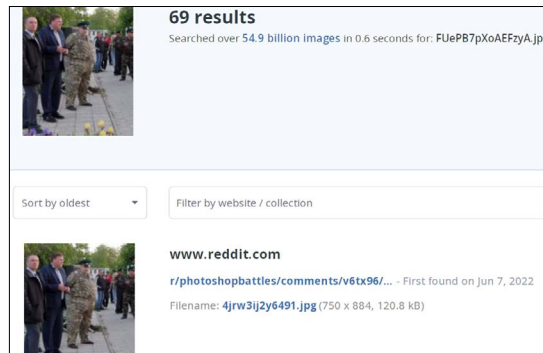 69 results
Searched over 54.9 billion images in 0.6 seconds for: FUePB7pXoAEFzyA.jp
Sort by oldest
Filter by website / collection
www.reddit.com
r/photoshopbattles/comments/v6tx96/... - First found on Jun 7, 2022
Filename: 4jrw3ij2y6491.jpg (750 x 884, 120.8 kB)